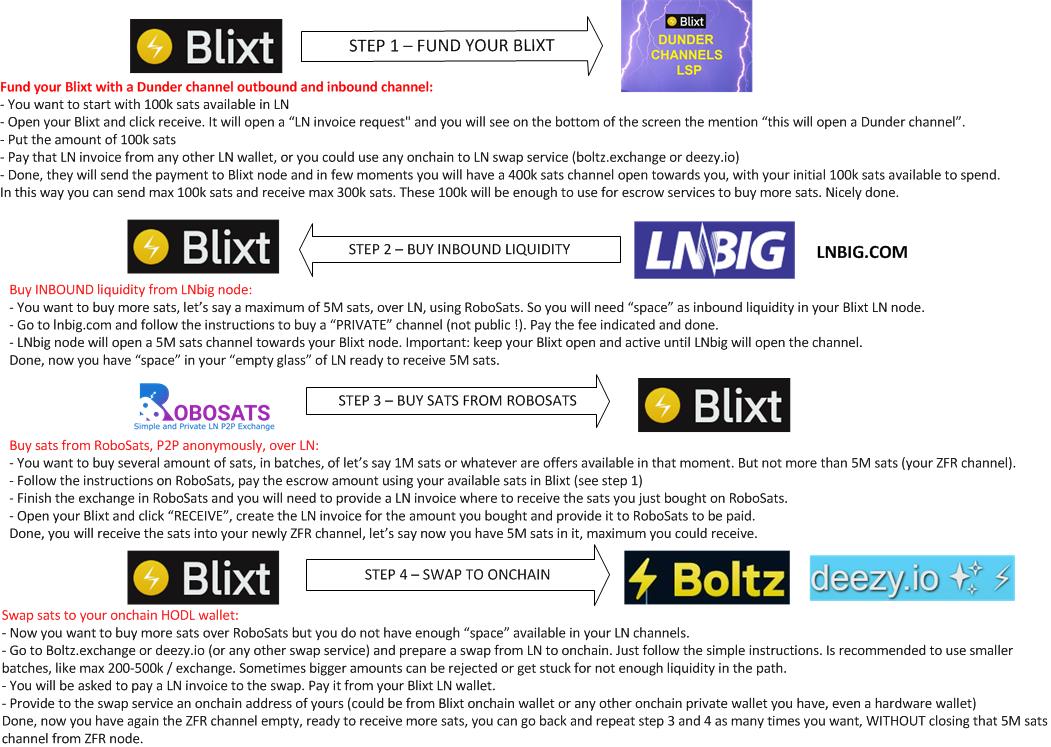 Blixt
STEP 1 – FUND YOUR BLIXT
Blixt
DUNDER
CHANNELS
LSP
Fund your Blixt with a Dunder channel outbound and inbound channel:
- You want to start with 100k sats available in LN
- Open your Blixt and click receive. It will open a “LN invoice request" and you will see on the bottom of the screen the mention “this will open a Dunder channel”.
- Put the amount of 100k sats
- Pay that LN invoice from any other LN wallet, or you could use any onchain to LN swap service (boltz.exchange or deezy.io)
- Done, they will send the payment to Blixt node and in few moments you will have a 400k sats channel open towards you, with your initial 100k sats available to spend.
In this way you can send max 100k sats and receive max 300k sats. These 100k will be enough to use for escrow services to buy more sats. Nicely done.
Blixt
STEP 2 – BUY INBOUND LIQUIDITY
LNBIG
LNBIG.COM
Buy INBOUND liquidity from LNbig node:
- You want to buy more sats, let’s say a maximum of 5M sats, over LN, using RoboSats. So you will need “space” as inbound liquidity in your Blixt LN node.
- Go to lnbig.com and follow the instructions to buy a “PRIVATE” channel (not public !). Pay the fee indicated and done.
- LNbig node will open a 5M sats channel towards your Blixt node. Important: keep your Blixt open and active until LNbig will open the channel.
Done, now you have “space” in your “empty glass” of LN ready to receive 5M sats.
ROBOSATS
Simple and Private LN P2P Exchange
STEP 3 – BUY SATS FROM ROBOSATS
Blixt
Buy sats from RoboSats, P2P anonymously, over LN:
- You want to buy several amount of sats, in batches, of let’s say 1M sats or whatever are offers available in that moment. But not more than 5M sats (your ZFR channel).
- Follow the instructions on RoboSats, pay the escrow amount using your available sats in Blixt (see step 1)
- Finish the exchange in RoboSats and you will need to provide a LN invoice where to receive the sats you just bought on RoboSats.
- Open your Blixt and click “RECEIVE”, create the LN invoice for the amount you bought and provide it to RoboSats to be paid.
Done, you will receive the sats into your newly ZFR channel, let’s say now you have 5M sats in it, maximum you could receive.
Blixt
STEP 4 – SWAP TO ONCHAIN
Boltz
deezy.io
Swap sats to your onchain HODL wallet:
- Now you want to buy more sats over RoboSats but you do not have enough “space” available in your LN channels.
- Go to Boltz.exchange or deezy.io (or any other swap service) and prepare a swap from LN to onchain. Just follow the simple instructions. Is recommended to use smaller
batches, like max 200-500k / exchange. Sometimes bigger amounts can be rejected or get stuck for not enough liquidity in the path.
- You will be asked to pay a LN invoice to the swap. Pay it from your Blixt LN wallet.
- Provide to the swap service an onchain address of yours (could be from Blixt onchain wallet or any other onchain private wallet you have, even a hardware wallet)
Done, now you have again the ZFR channel empty, ready to receive more sats, you can go back and repeat step 3 and 4 as many times you want, WITHOUT closing that 5M sats
channel from ZFR node.